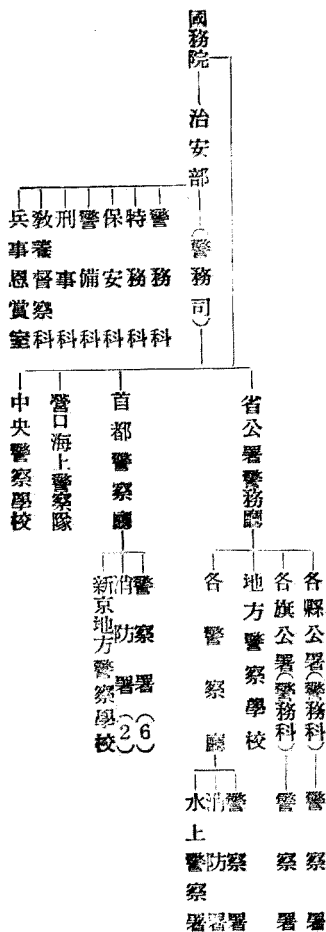 國務院
治安部
（警務司）
警務科
特務科
保安科
警備科
刑事科
教養督察科
兵事恩賞室
省公署警務廳
首都警察廳
營口海上警察隊
中央警察學校
各縣公署（警務科）
各旗公署（警務科）
地方警察學校
各警察廳
警察署（6）
消防署（2）
新京地方警察學校
警察署
警察署
警察署
消防署
水上警察署